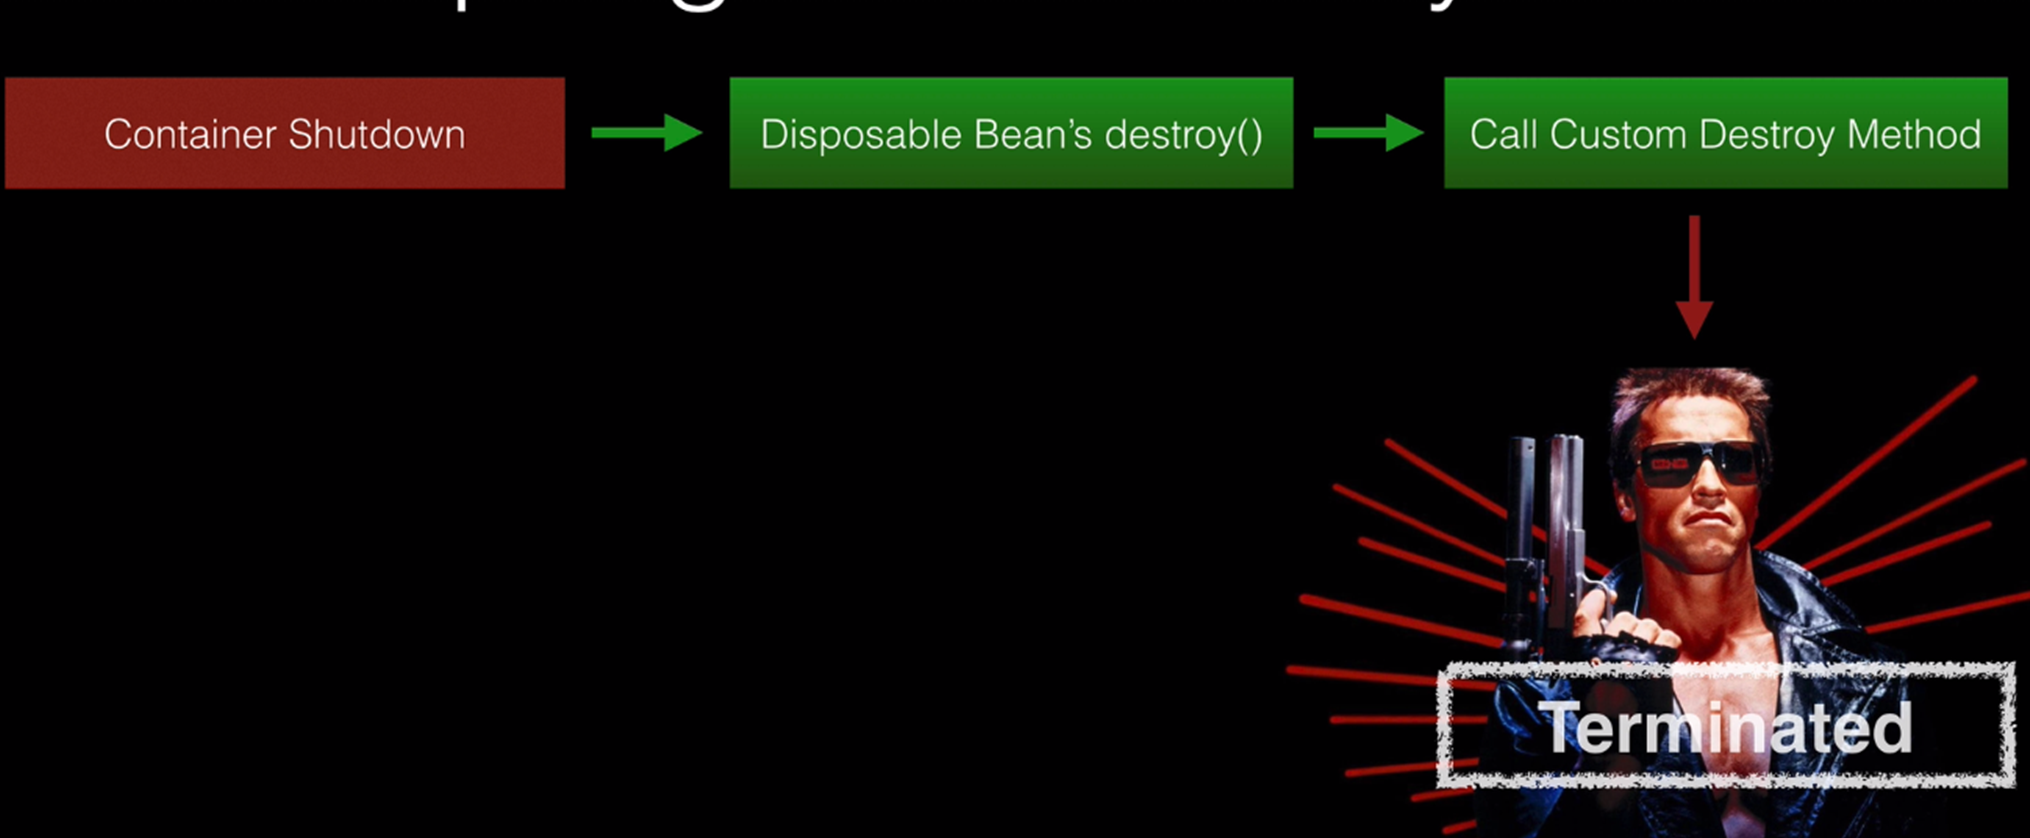 Container Shutdown
Disposable Bean's destroy()
Call Custom Destroy Method
Terminated